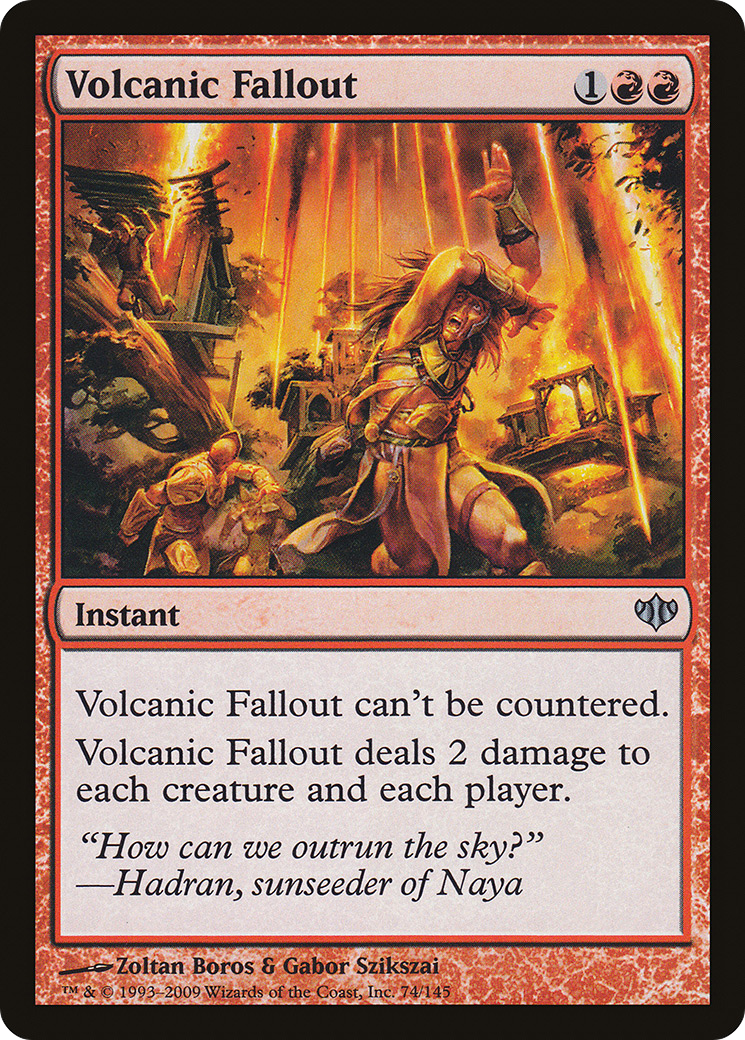 Volcanic Fallout 1
Instant
Volcanic Fallout can't be countered.
Volcanic Fallout deals 2 damage to
each creature and each player.
“How can we outrun the sky?”
—Hadran, sunseeder of Naya
Zoltan Boros & Gabor Szikszai
™ & © 1993–2009 Wizards of the Coast, Inc. 74/145